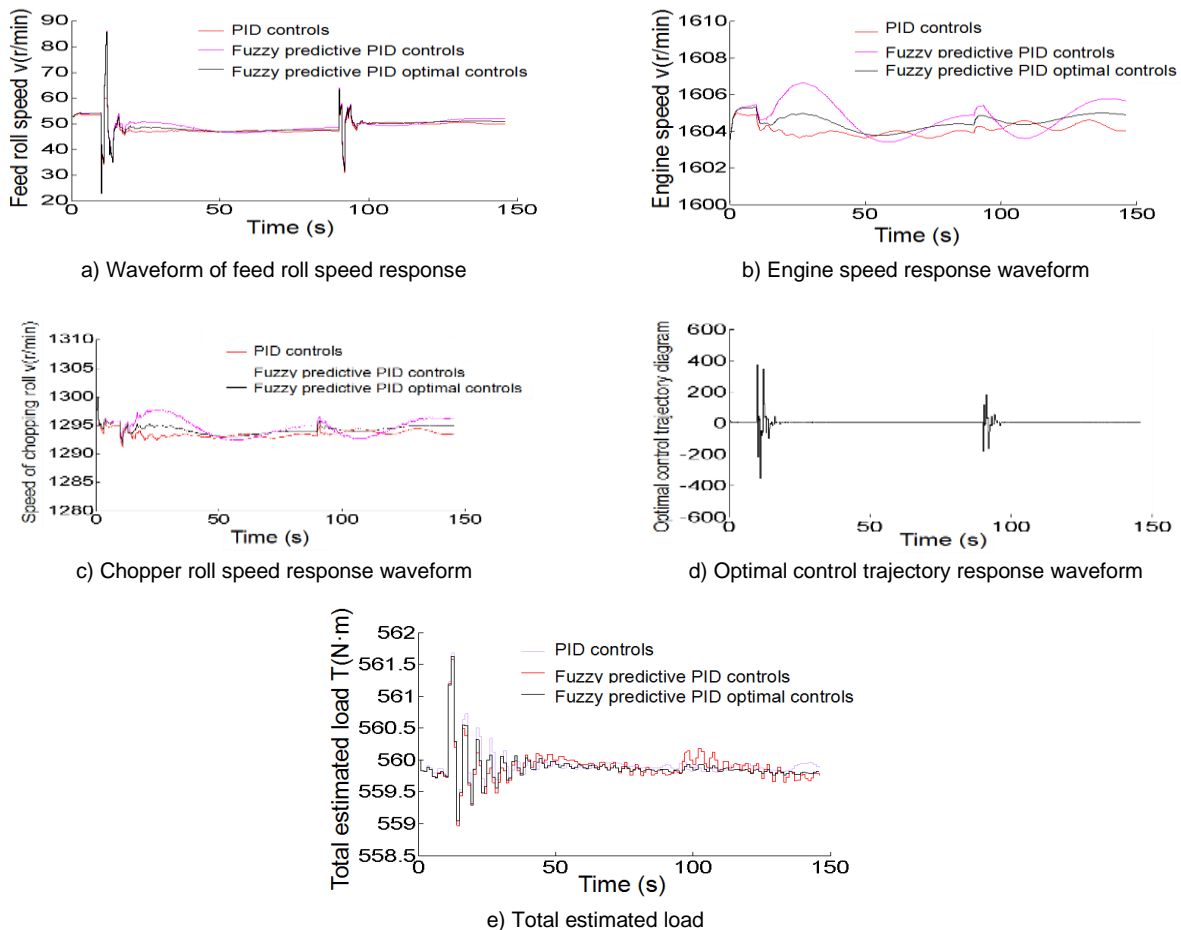 Feed roll speed v(r/min)
90
80
70
60
50
40
30
20
0
50
100
150
Time (s)
PID controls
Fuzzy predictive PID controls
Fuzzy predictive PID optimal controls
a) Waveform of feed roll speed response
Engine speed v(r/min)
1610
1608
1606
1604
1602
1600
0
50
100
150
Time (s)
PID controls
Fuzzy predictive PID controls
Fuzzy predictive PID optimal controls
b) Engine speed response waveform
Speed of chopping roll v(r/min)
1310
1305
1300
1295
1290
1285
1280
0
50
100
150
Time (s)
PID controls
Fuzzy predictive PID controls
Fuzzy predictive PID optimal controls
c) Chopper roll speed response waveform
Optimal control trajectory diagram
600
400
200
0
-200
-400
-600
0
50
100
150
Time (s)
d) Optimal control trajectory response waveform
Total estimated load T(N·m)
562
561.5
561
560.5
560
559.5
559
558.5
0
50
100
150
Time (s)
PID controls
Fuzzy predictive PID controls
Fuzzy predictive PID optimal controls
e) Total estimated load